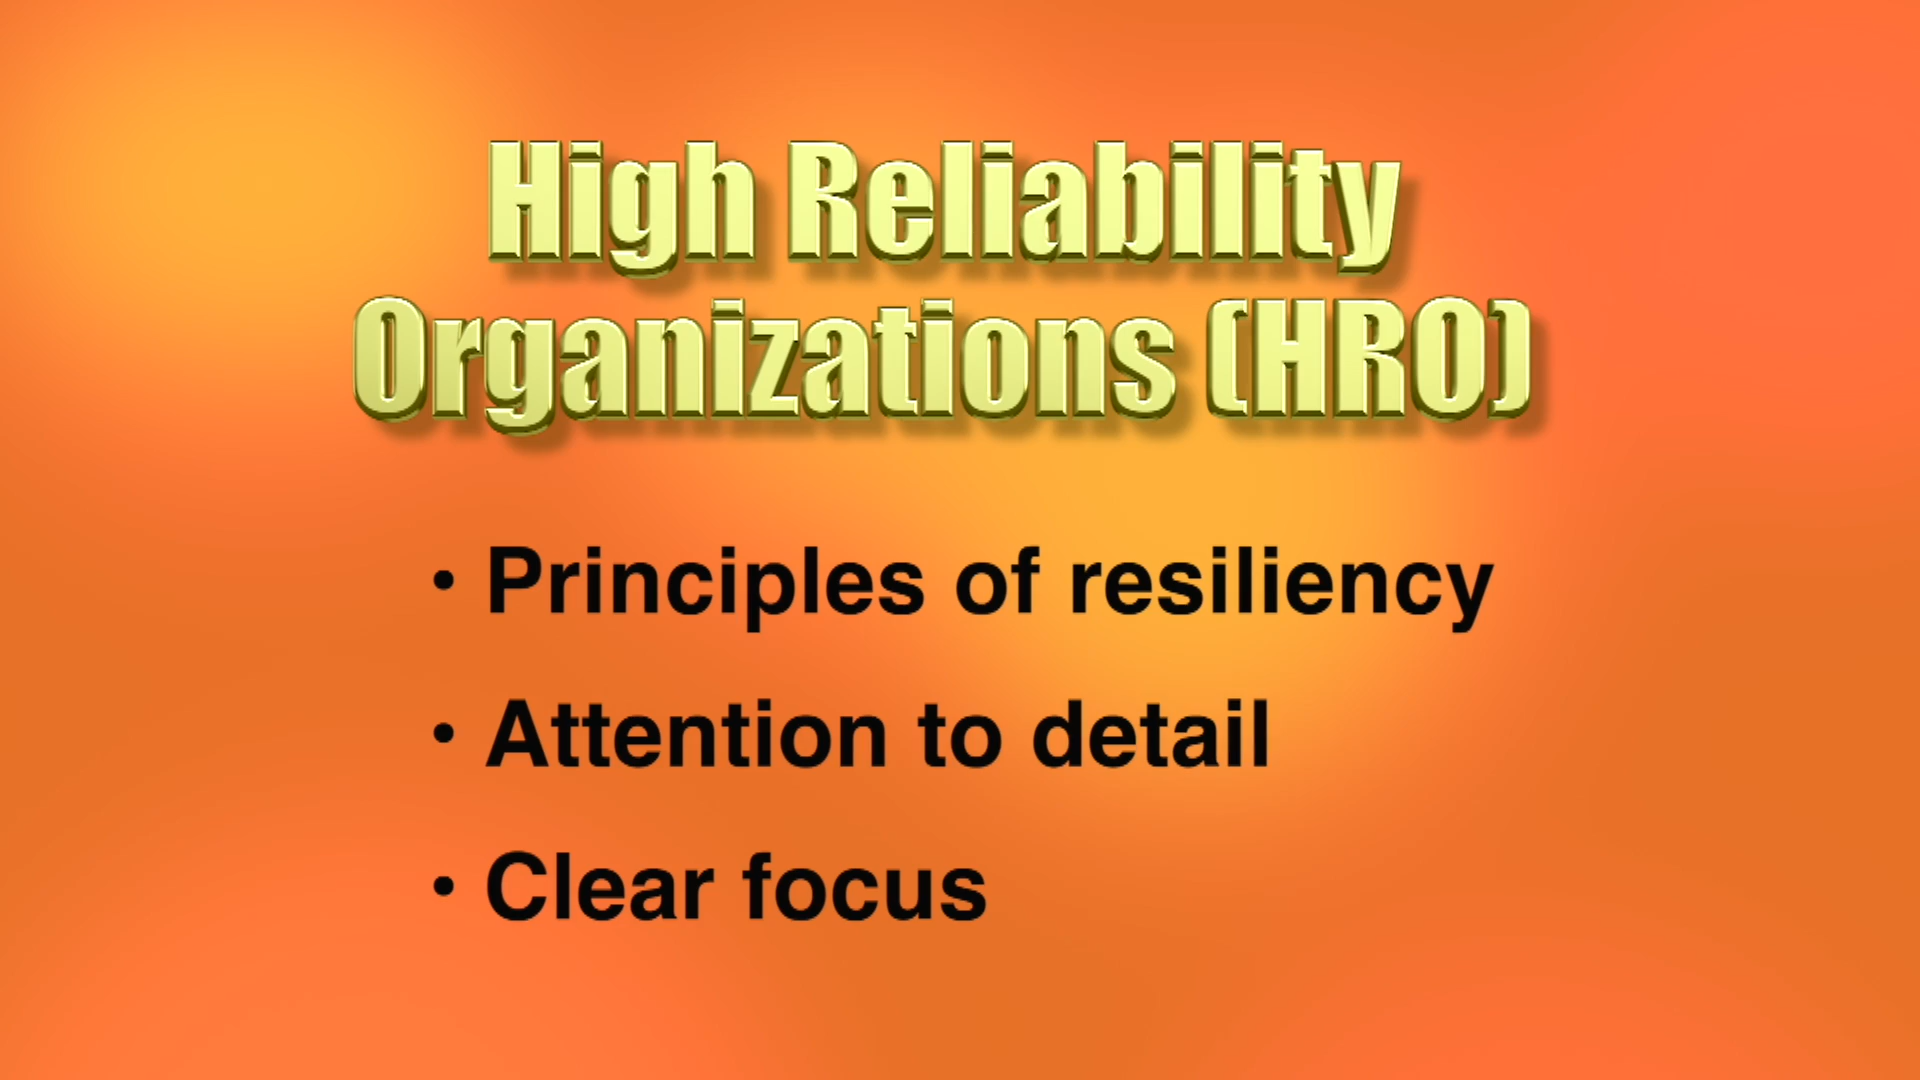 High Reliability
Organizations (HRO)
• Principles of resiliency
• Attention to detail
• Clear focus